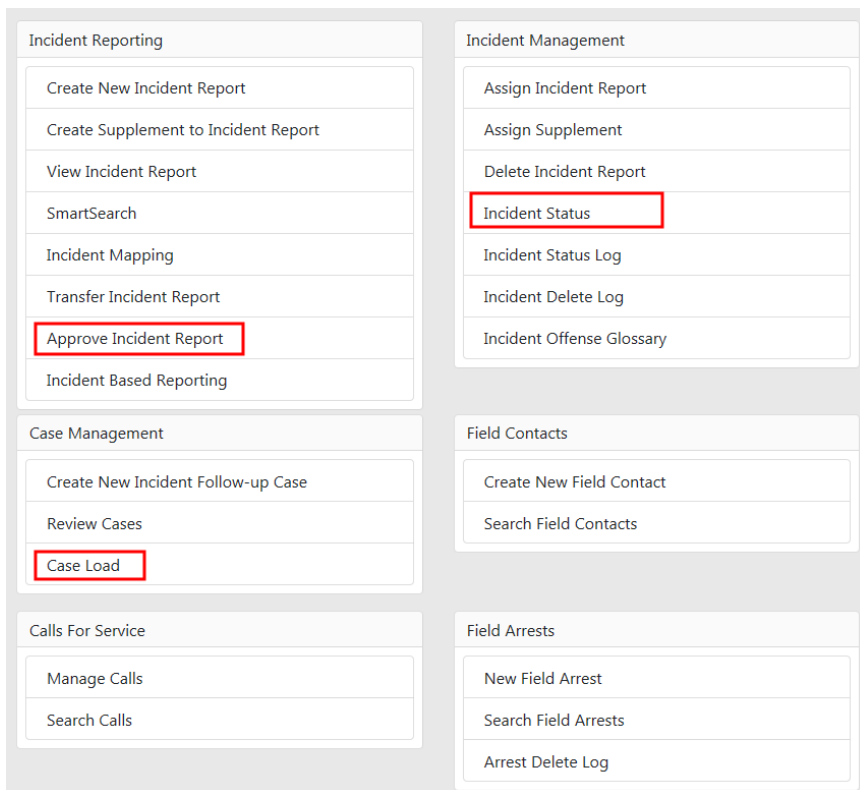 Incident Reporting
Create New Incident Report
Create Supplement to Incident Report
View Incident Report
SmartSearch
Incident Mapping
Transfer Incident Report
Approve Incident Report
Incident Based Reporting
Incident Management
Assign Incident Report
Assign Supplement
Delete Incident Report
Incident Status
Incident Status Log
Incident Delete Log
Incident Offense Glossary
Case Management
Create New Incident Follow-up Case
Review Cases
Case Load
Field Contacts
Create New Field Contact
Search Field Contacts
Calls For Service
Manage Calls
Search Calls
Field Arrests
New Field Arrest
Search Field Arrests
Arrest Delete Log